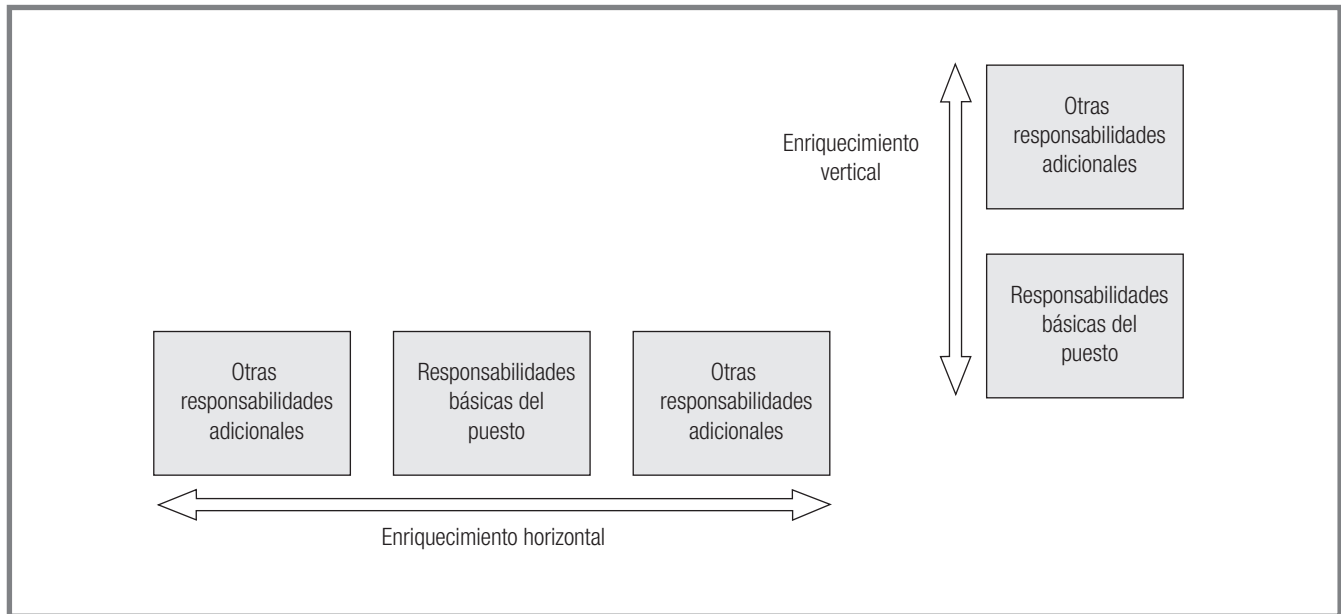 Otras
responsabilidades
adicionales
Enriquecimiento
vertical
Responsabilidades
básicas del
puesto
Otras
responsabilidades
adicionales
Responsabilidades
básicas del
puesto
Otras
responsabilidades
adicionales
Enriquecimiento horizontal